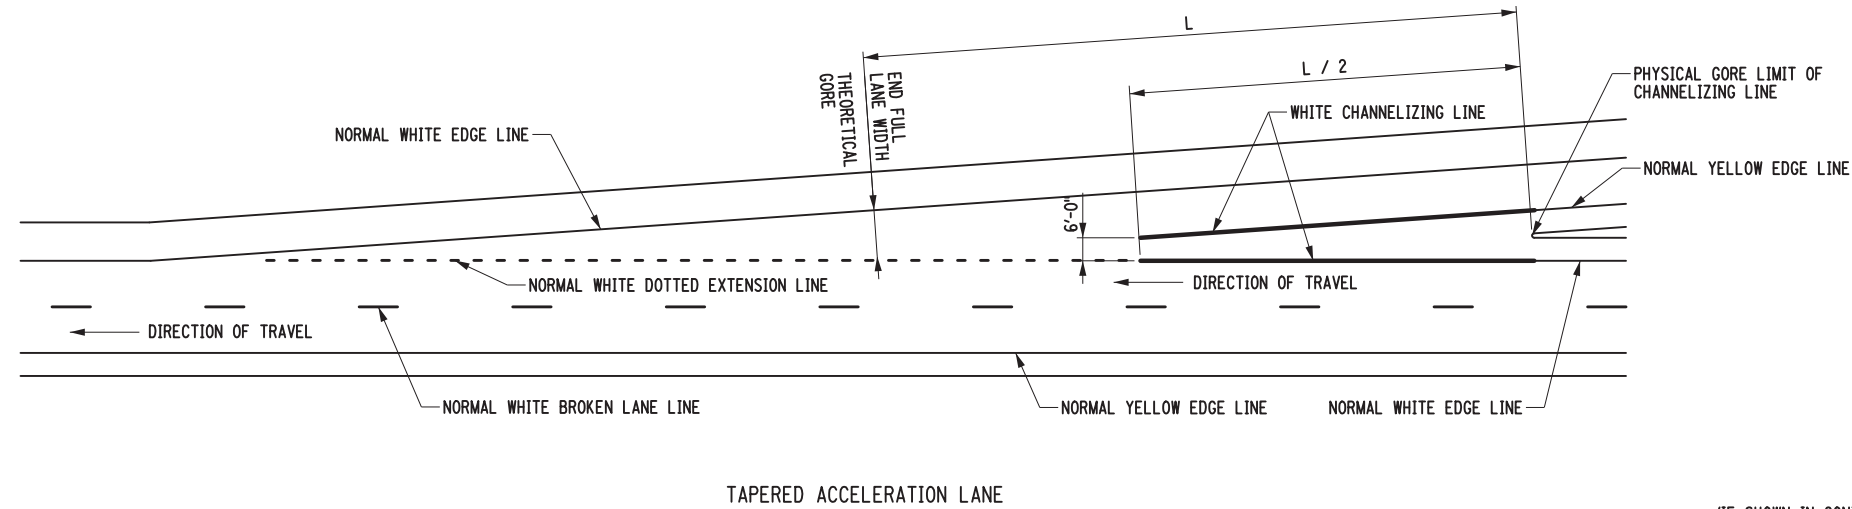 L
L / 2
PHYSICAL GORE LIMIT OF
CHANNELIZING LINE
END FULL
LANE WIDTH
THEORETICAL
GORE
WHITE CHANNELIZING LINE
NORMAL WHITE EDGE LINE
NORMAL YELLOW EDGE LINE
6'-0"
NORMAL WHITE DOTTED EXTENSION LINE
DIRECTION OF TRAVEL
DIRECTION OF TRAVEL
NORMAL WHITE BROKEN LANE LINE
NORMAL YELLOW EDGE LINE
NORMAL WHITE EDGE LINE
TAPERED ACCELERATION LANE